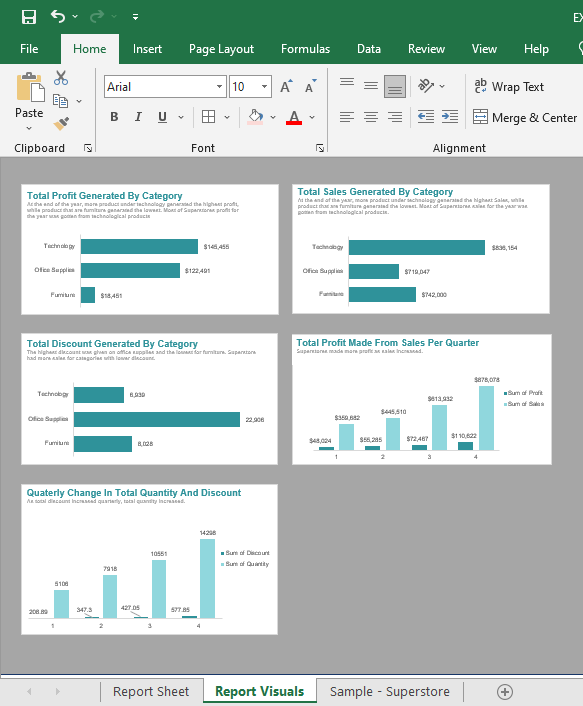 EX
File Home Insert Page Layout Formulas Data Review View Help
Paste
Arial 10
B I U A
ab Wrap Text
Merge & Center
Clipboard Font Alignment
Total Profit Generated By Category
At the end of the year, more product under technology generated the highest profit,
while product that are furniture generated the lowest. Most of Superstores profit for
the year was gotten from technological products
Technology $145,455
Office Supplies $122,491
Furniture $18,451
Total Sales Generated By Category
At the end of the year, more product under technology generated the highest Sales, while
product that are furniture generated the lowest. Most of Superstores sales for the year was
gotten from technological products.
Technology $836,154
Office Supplies $719,047
Furniture $742,000
Total Discount Generated By Category
The highest discount was given on office supplies and the lowest for furniture. Superstore
had more sales for categories with lower discount.
Technology 6,939
Office Supplies 22,906
Furniture 8,028
Total Profit Made From Sales Per Quarter
Superstores made more profit as sales increased.
$48,024 $359,682 $55,285 $445,510 $72,467 $613,932 $110,622 $878,078
Sum of Profit
Sum of Sales
1 2 3 4
Quaterly Change In Total Quantity And Discount
As total discount increased quarterly, total quantity increased.
208.89 5106 347.3 7918 427.05 10551 577.85 14298
Sum of Discount
Sum of Quantity
1 2 3 4
Report Sheet Report Visuals Sample - Superstore